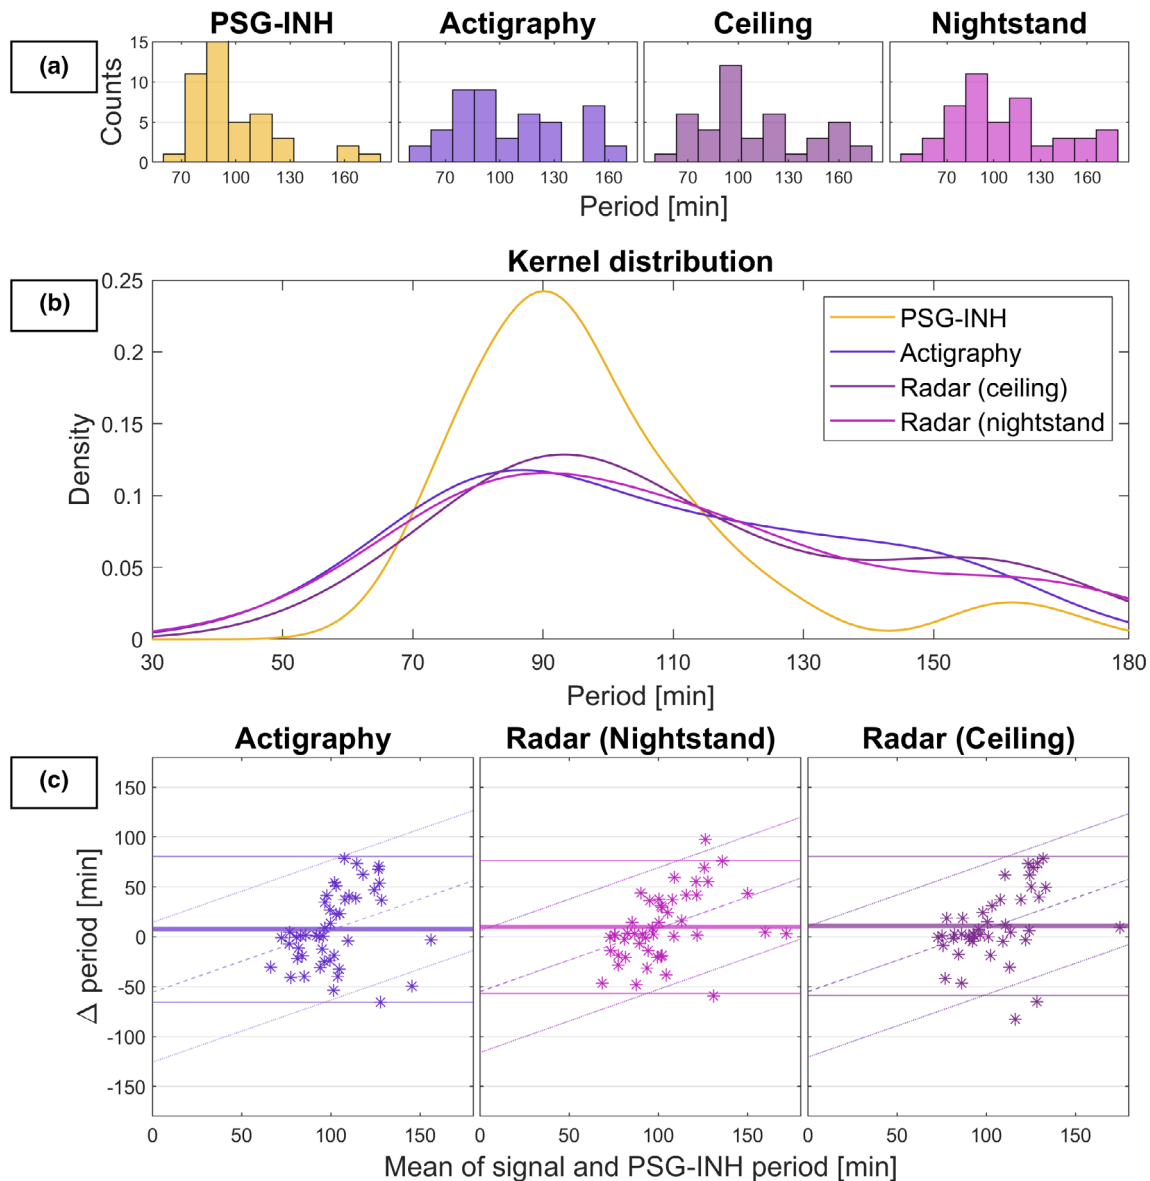 PSG-INH Actigraphy Ceiling Nightstand
(a)
Counts
15
10
5
0
70 100 130 160 70 100 130 160 70 100 130 160 70 100 130 160
Period [min]
Kernel distribution
(b)
Density
0.25
0.2
0.15
0.1
0.05
0
PSG-INH
Actigraphy
Radar (ceiling)
Radar (nightstand
30 50 70 90 110 130 150 180
Period [min]
Actigraphy Radar (Nightstand) Radar (Ceiling)
(c)
Δ period [min]
150
100
50
0
-50
-100
-150
0 50 100 150 0 50 100 150 0 50 100 150
Mean of signal and PSG-INH period [min]